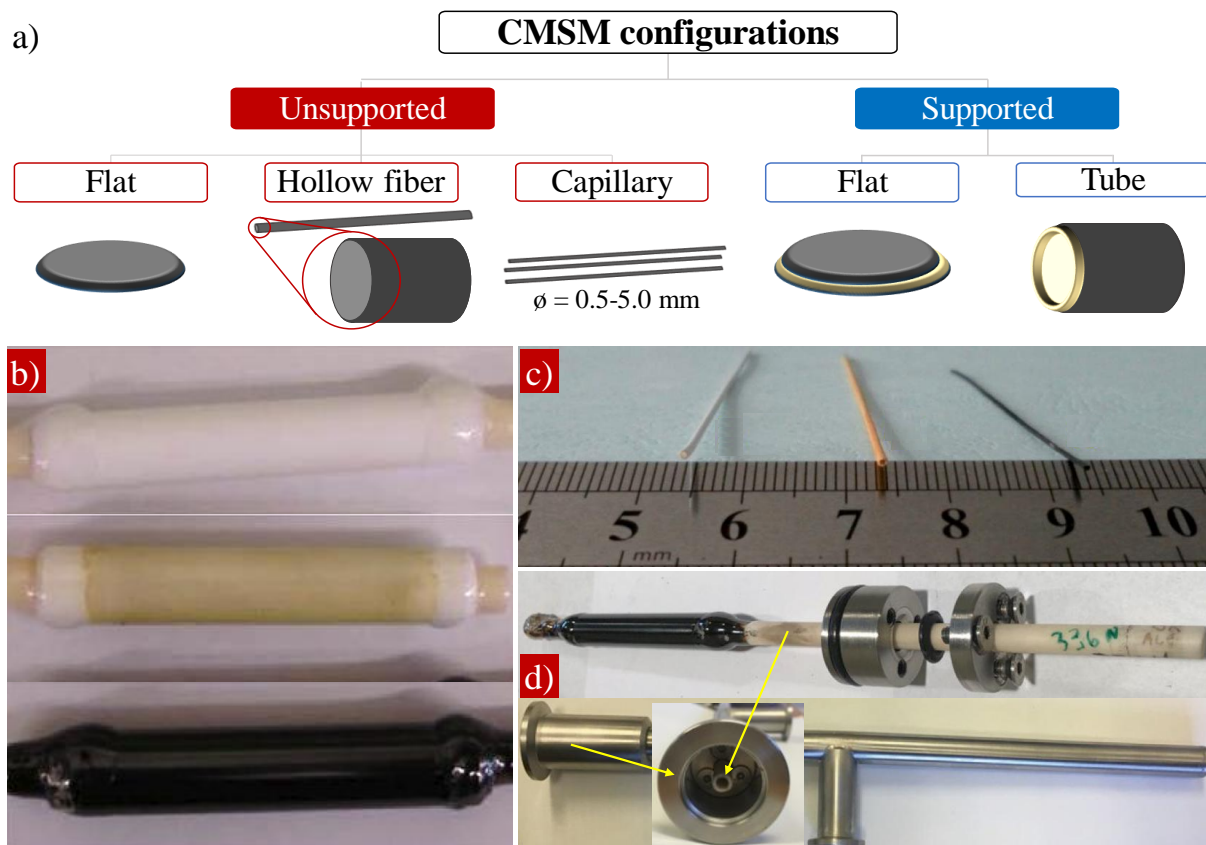 a)
CMSM configurations
Unsupported
Supported
Flat
Hollow fiber
Capillary
Flat
Tube
ø = 0.5-5.0 mm
b)
c)
4 5 6 7 8 9 10
mm
d)
336 N